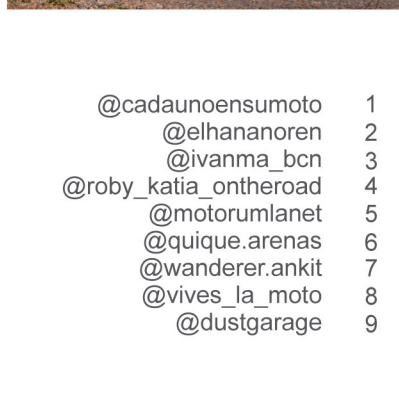 @cadaunoensumoto 1
@elhananoren 2
@ivanma_bcn 3
@roby_katia_ontheroad 4
@motorumlanet 5
@quique.arenas 6
@wanderer.ankit 7
@vives_la_moto 8
@dustgarage 9